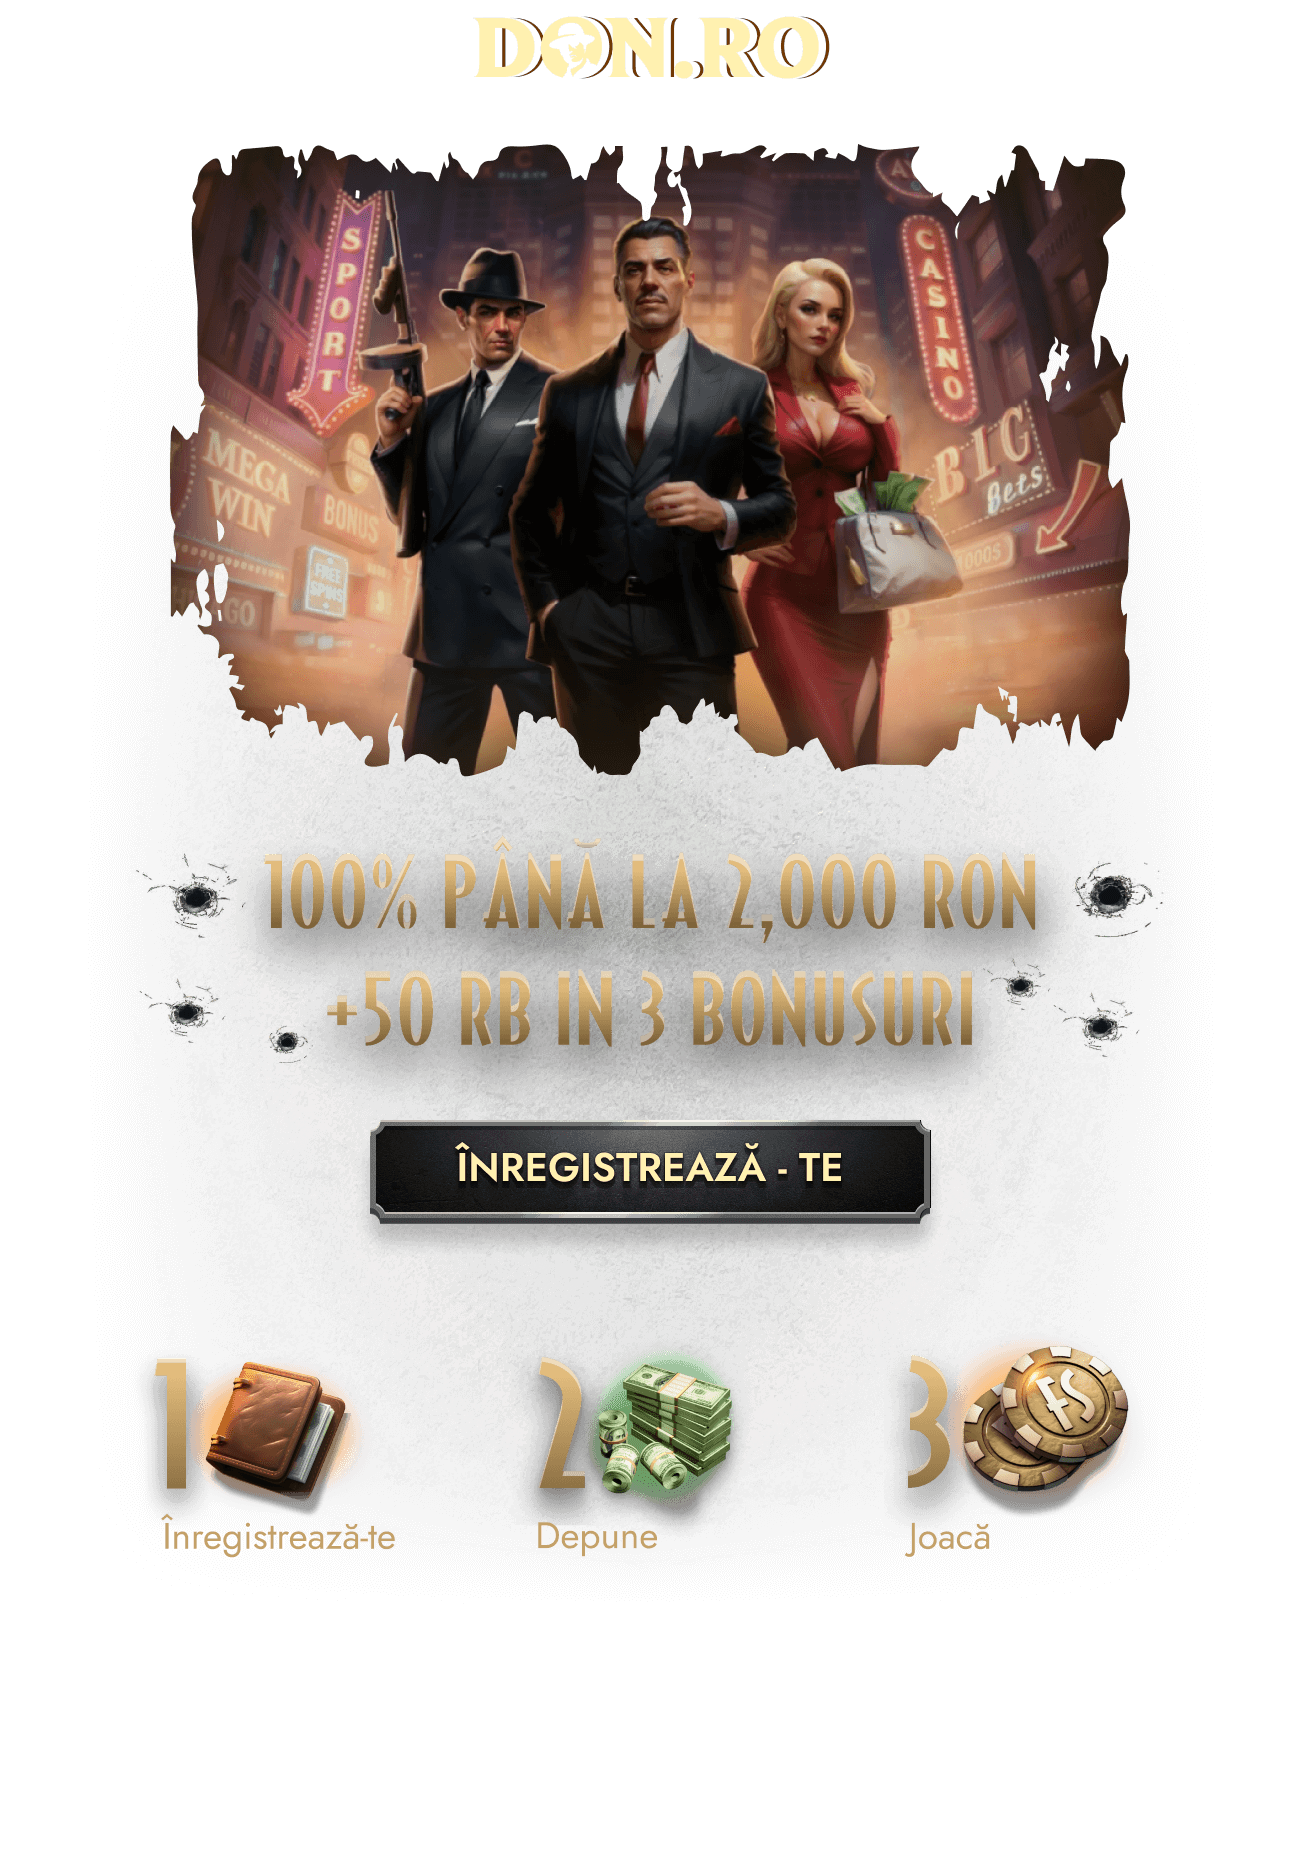 DON.RO
SPORT
CASINO
MEGA
WIN
BONUS
FREE
SPINS
BIG
Bets
100% PÂNĂ LA 2,000 RON
+50 RB IN 3 BONUSURI
ÎNREGISTREAZĂ - TE
1
2
3
FS
Înregistrează-te
Depune
Joacă